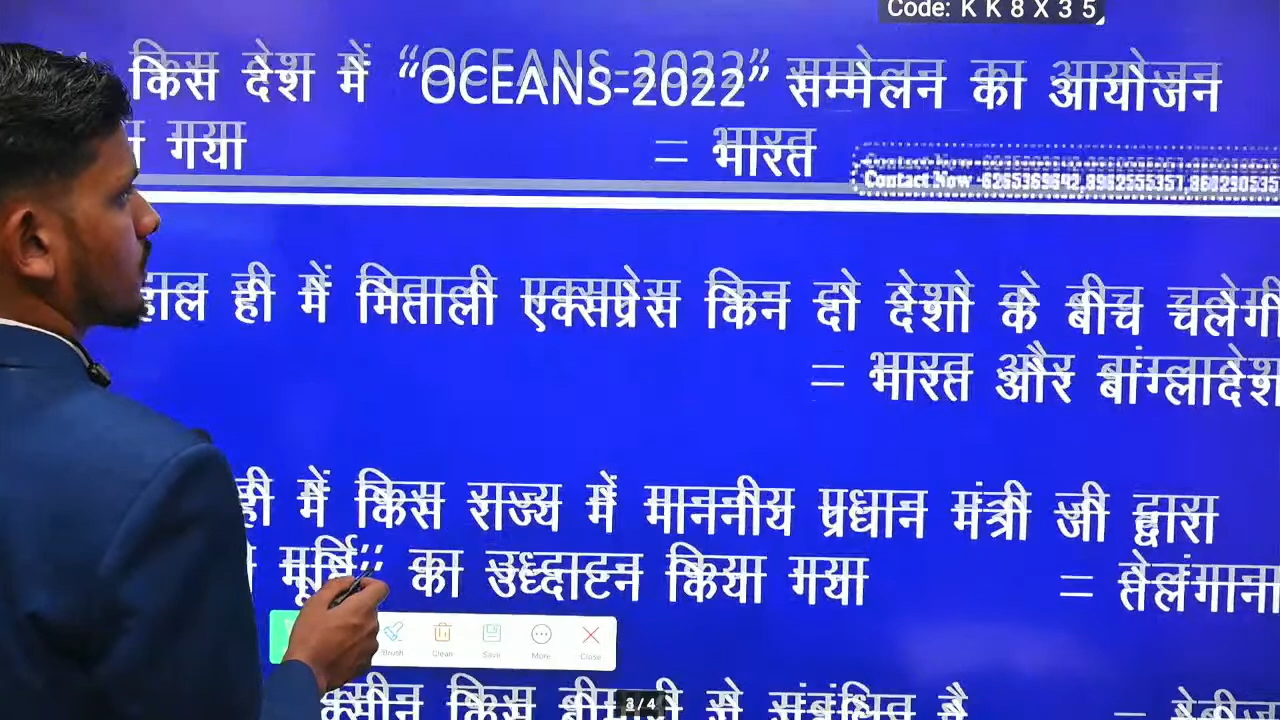 Code: K K 8 X 3 5
किस देश में “OCEANS-2022” सम्मेलन का आयोजन
गया = भारत
Contact Now
हाल ही में मिताली एक्सप्रेस किन दो देशो के बीच चलेगी
= भारत और बांग्लादेश
ही में किस राज्य में माननीय प्रधान मंत्री जी द्वारा
मूर्ति” का उध्दाटन किया गया = तेलंगाना
Brush Clean Save More Close
किस बीमारी से संबंधित है =
3 / 4